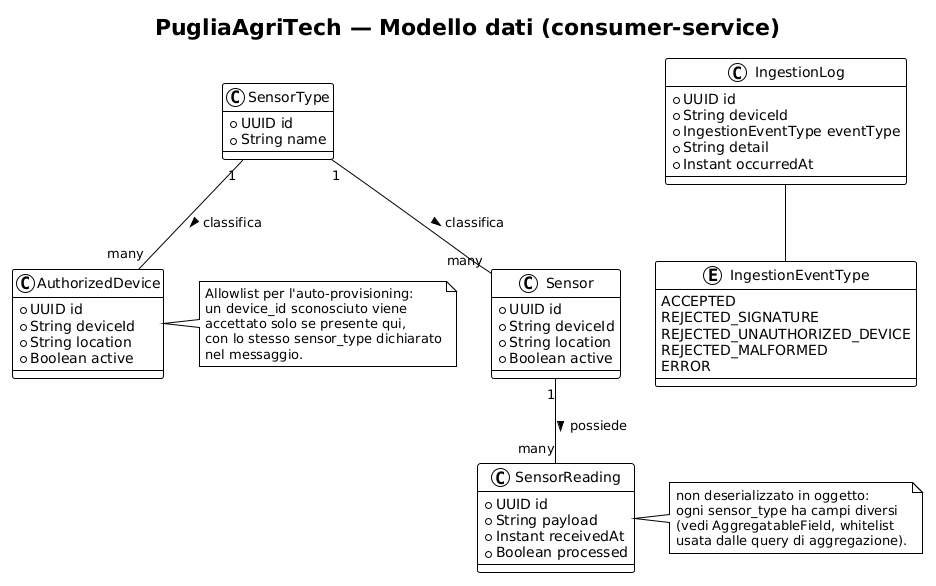 PugliaAgriTech — Modello dati (consumer-service)
C SensorType
UUID id
String name
C IngestionLog
UUID id
String deviceId
IngestionEventType eventType
String detail
Instant occurredAt
1
1
classifica
classifica
many
many
C AuthorizedDevice
UUID id
String deviceId
String location
Boolean active
Allowlist per l'auto-provisioning:
un device_id sconosciuto viene
accettato solo se presente qui,
con lo stesso sensor_type dichiarato
nel messaggio.
C Sensor
UUID id
String deviceId
String location
Boolean active
E IngestionEventType
ACCEPTED
REJECTED_SIGNATURE
REJECTED_UNAUTHORIZED_DEVICE
REJECTED_MALFORMED
ERROR
1
possiede
many
C SensorReading
UUID id
String payload
Instant receivedAt
Boolean processed
non deserializzato in oggetto:
ogni sensor_type ha campi diversi
(vedi AggregatableField, whitelist
usata dalle query di aggregazione).